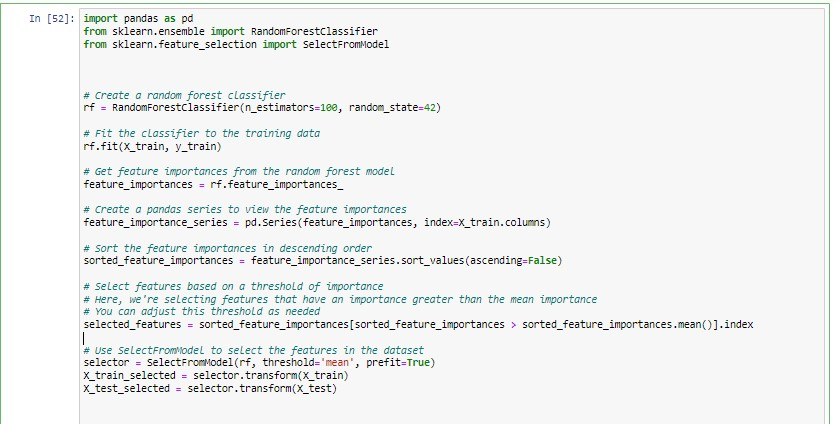 In [52]: import pandas as pd
from sklearn.ensemble import RandomForestClassifier
from sklearn.feature_selection import SelectFromModel
# Create a random forest classifier
rf = RandomForestClassifier(n_estimators=100, random_state=42)
# Fit the classifier to the training data
rf.fit(X_train, y_train)
# Get feature importances from the random forest model
feature_importances = rf.feature_importances_
# Create a pandas series to view the feature importances
feature_importance_series = pd.Series(feature_importances, index=X_train.columns)
# Sort the feature importances in descending order
sorted_feature_importances = feature_importance_series.sort_values(ascending=False)
# Select features based on a threshold of importance
# Here, we're selecting features that have an importance greater than the mean importance
# You can adjust this threshold as needed
selected_features = sorted_feature_importances[sorted_feature_importances > sorted_feature_importances.mean()].index
# Use SelectFromModel to select the features in the dataset
selector = SelectFromModel(rf, threshold='mean', prefit=True)
X_train_selected = selector.transform(X_train)
X_test_selected = selector.transform(X_test)